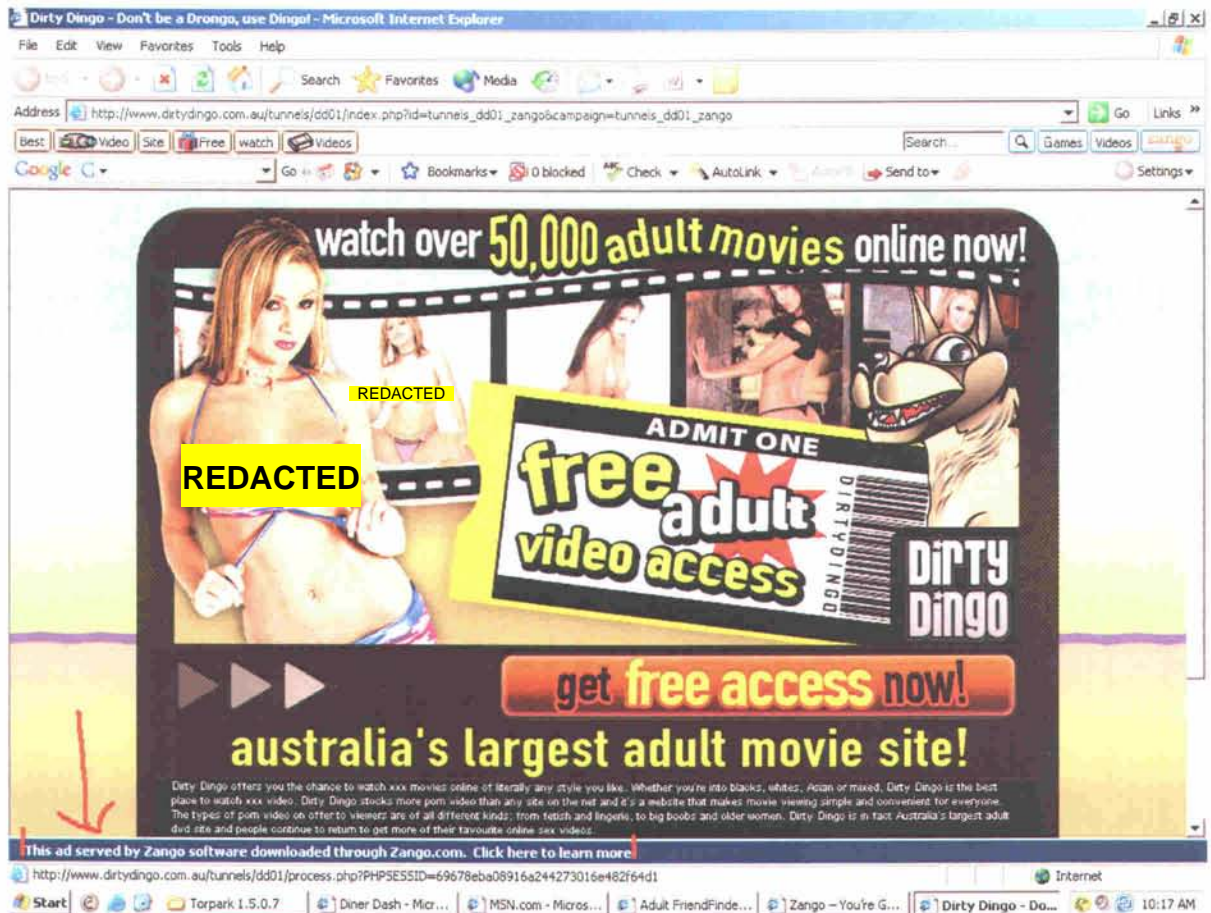 Dirty Dingo - Don't be a Drongo, use Dingo! - Microsoft Internet Explorer
File Edit View Favorites Tools Help
Search Favorites Media
Address http://www.dirtydingo.com.au/tunnels/dd01/index.php?id=tunnels_dd01_zango&campaign=tunnels_dd01_zango Go Links »
Best Video Site Free watch Videos Search... Games Videos zango
Google Go 0 blocked Check AutoLink Send to Settings
Bookmarks
watch over 50,000 adult movies online now!
REDACTED
REDACTED
ADMIT ONE
free adult
video access
DIRTYDINGO
DIRTY
DINGO
get free access now!
australia's largest adult movie site!
Dirty Dingo offers you the chance to watch xxx movies online of literally any style you like. Whether you're into blacks, whites, Asian or mixed, Dirty Dingo is the best
place to watch xxx video. Dirty Dingo stocks more porn video than any site on the net and it's a website that makes movie viewing simple and convenient for everyone.
The types of porn video on offer to viewers are of all different kinds: from fetish and lingerie, to big boobs and older women. Dirty Dingo is in fact Australia's largest adult
dvd site and people continue to return to get more of their favourite online sex videos.
This ad served by Zango software downloaded through Zango.com. Click here to learn more
http://www.dirtydingo.com.au/tunnels/dd01/process.php?PHPSESSID=69678eba08916a244273016e482f64d1 Internet
Start Torpark 1.5.0.7 Diner Dash - Micr... MSN.com - Micros... Adult FriendFinde... Zango – You're G... Dirty Dingo - Do... 10:17 AM